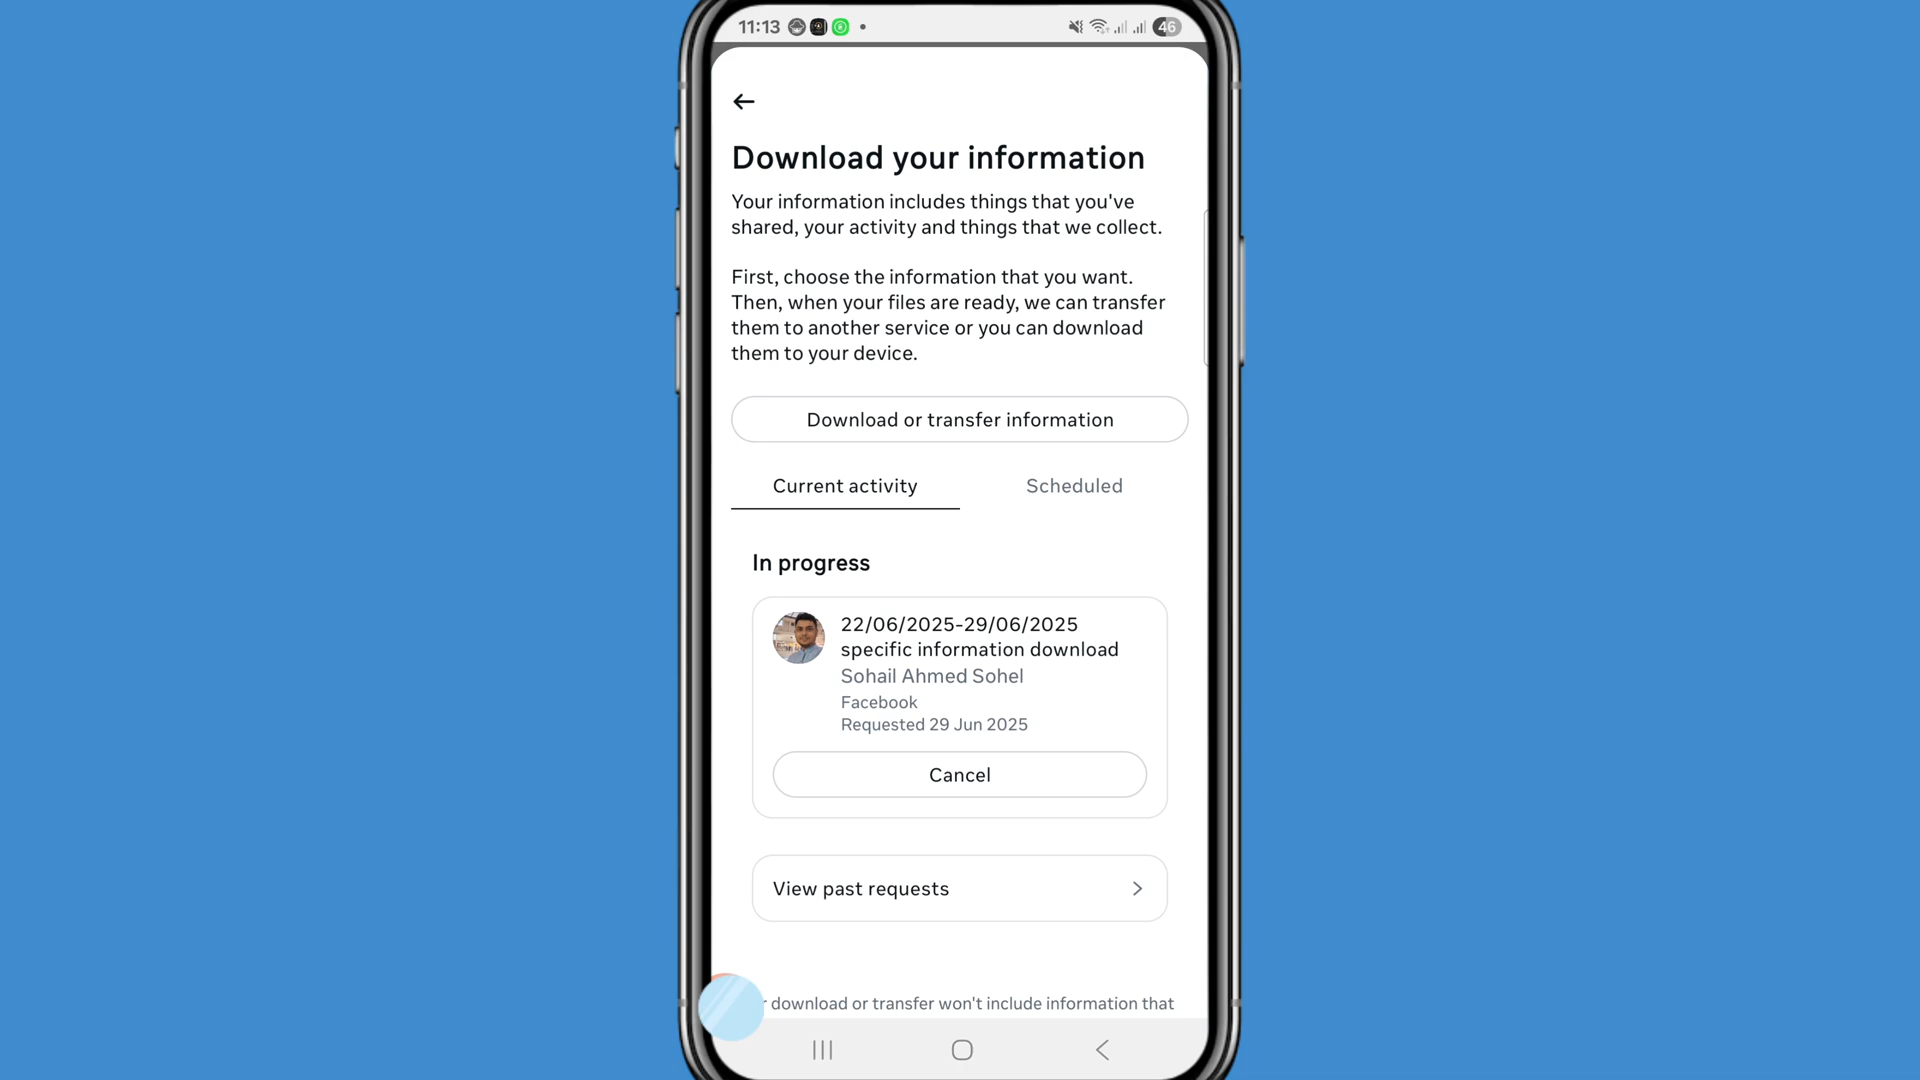 11:13
46
Download your information
Your information includes things that you've
shared, your activity and things that we collect.
First, choose the information that you want.
Then, when your files are ready, we can transfer
them to another service or you can download
them to your device.
Download or transfer information
Current activity
Scheduled
In progress
22/06/2025-29/06/2025
specific information download
Sohail Ahmed Sohel
Facebook
Requested 29 Jun 2025
Cancel
View past requests
download or transfer won't include information that